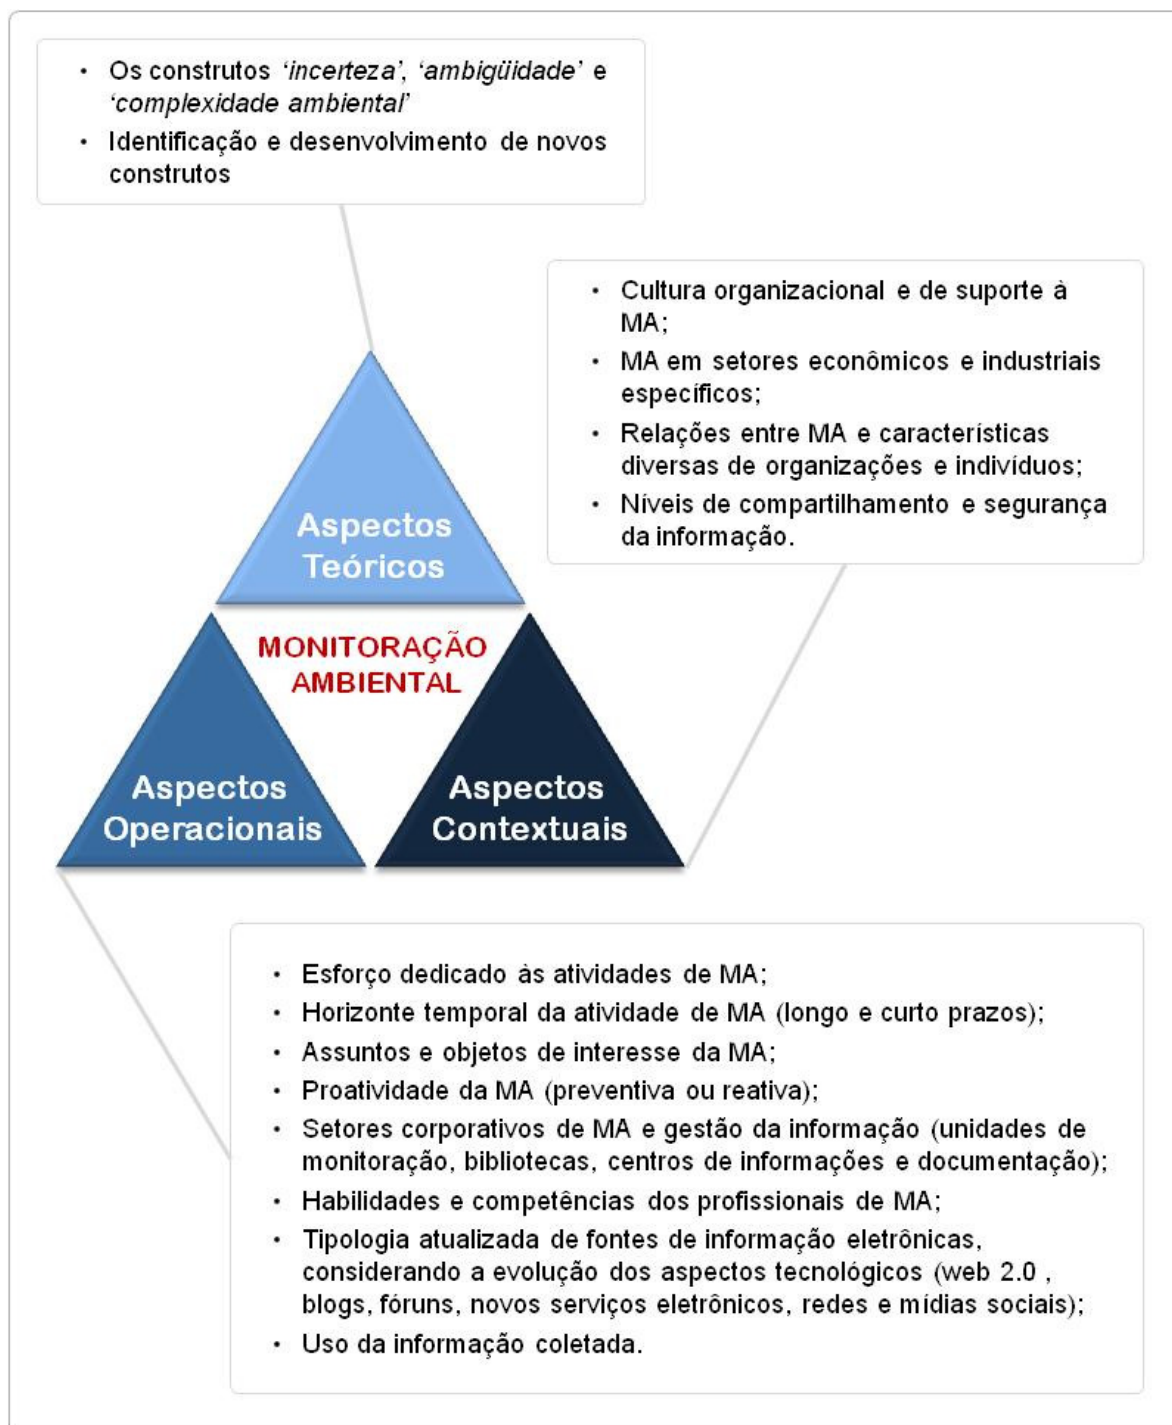 • Os construtos ‘incerteza’, ‘ambigüidade’ e
‘complexidade ambiental’
• Identificação e desenvolvimento de novos
construtos
• Cultura organizacional e de suporte à
MA;
• MA em setores econômicos e industriais
específicos;
• Relações entre MA e características
diversas de organizações e indivíduos;
• Níveis de compartilhamento e segurança
da informação.
Aspectos
Teóricos
MONITORAÇÃO
AMBIENTAL
Aspectos
Operacionais
Aspectos
Contextuais
• Esforço dedicado às atividades de MA;
• Horizonte temporal da atividade de MA (longo e curto prazos);
• Assuntos e objetos de interesse da MA;
• Proatividade da MA (preventiva ou reativa);
• Setores corporativos de MA e gestão da informação (unidades de
monitoração, bibliotecas, centros de informações e documentação);
• Habilidades e competências dos profissionais de MA;
• Tipologia atualizada de fontes de informação eletrônicas,
considerando a evolução dos aspectos tecnológicos (web 2.0 ,
blogs, fóruns, novos serviços eletrônicos, redes e mídias sociais);
• Uso da informação coletada.